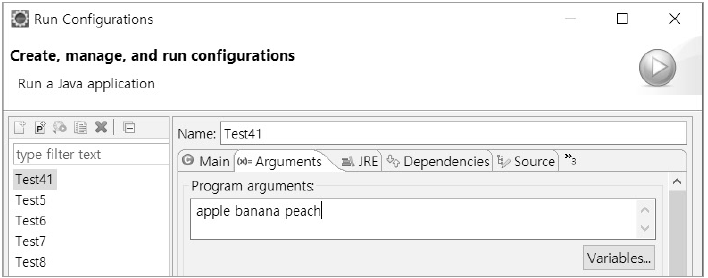 Run Configurations
Create, manage, and run configurations
Run a Java application
Name: Test41
type filter text
Main (x)= Arguments JRE Dependencies Source »3
Test41
Program arguments:
Test5
apple banana peach
Test6
Test7
Variables...
Test8